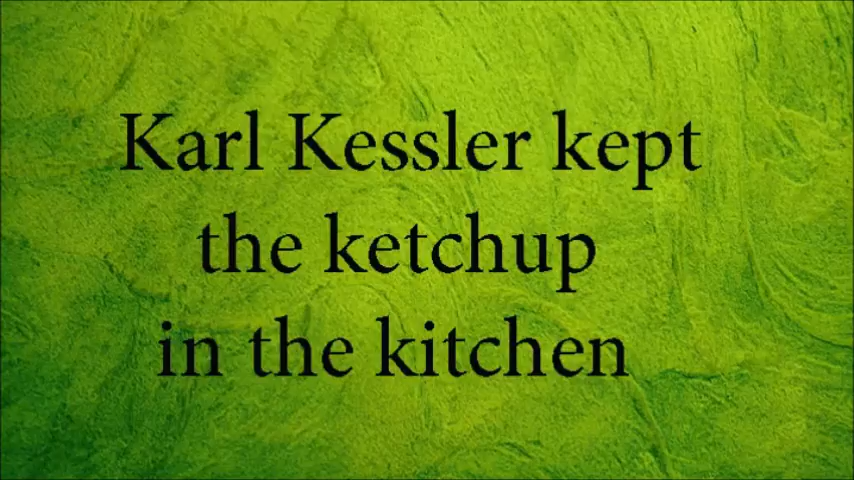 Karl Kessler kept
the ketchup
in the kitchen